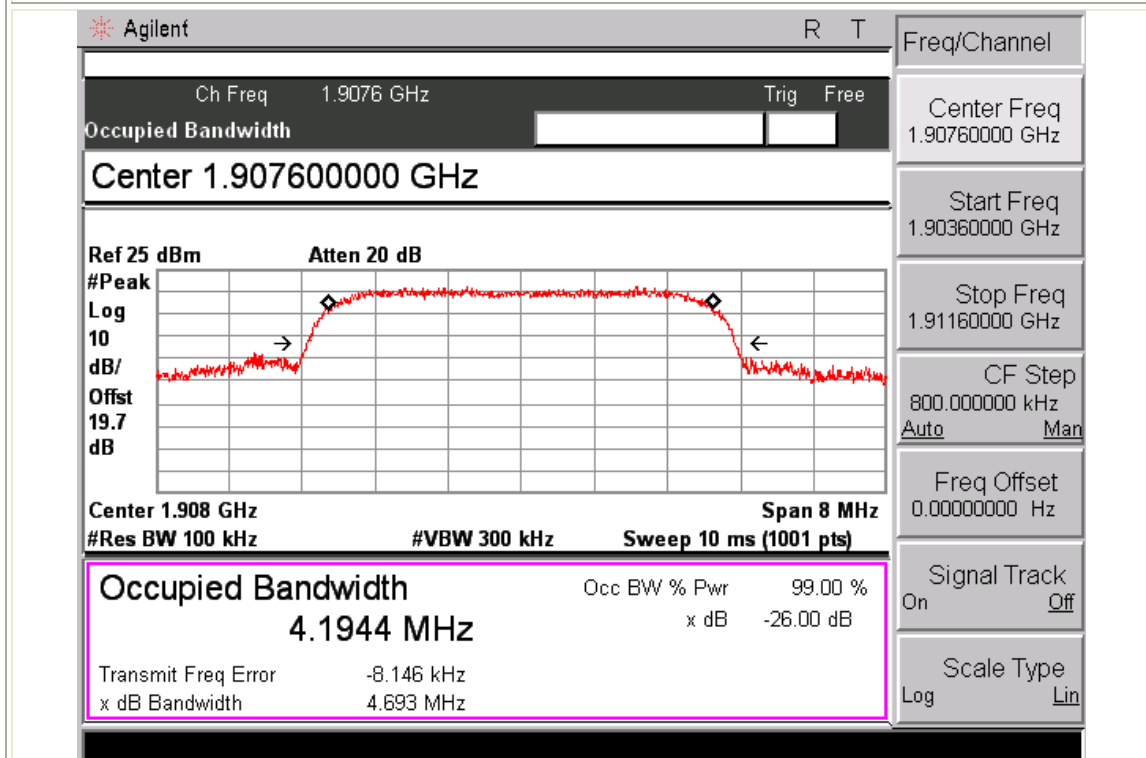 Agilent R T
Ch Freq 1.9076 GHz Trig Free
Occupied Bandwidth
Center 1.907600000 GHz
Ref 25 dBm Atten 20 dB
#Peak
Log
10
dB/
Offst
19.7
dB
Center 1.908 GHz Span 8 MHz
#Res BW 100 kHz #VBW 300 kHz Sweep 10 ms (1001 pts)
Occupied Bandwidth
4.1944 MHz
Occ BW % Pwr 99.00 %
x dB -26.00 dB
Transmit Freq Error -8.146 kHz
x dB Bandwidth 4.693 MHz
Freq/Channel
Center Freq
1.90760000 GHz
Start Freq
1.90360000 GHz
Stop Freq
1.91160000 GHz
CF Step
800.000000 kHz
Auto Man
Freq Offset
0.00000000 Hz
Signal Track
On Off
Scale Type
Log Lin